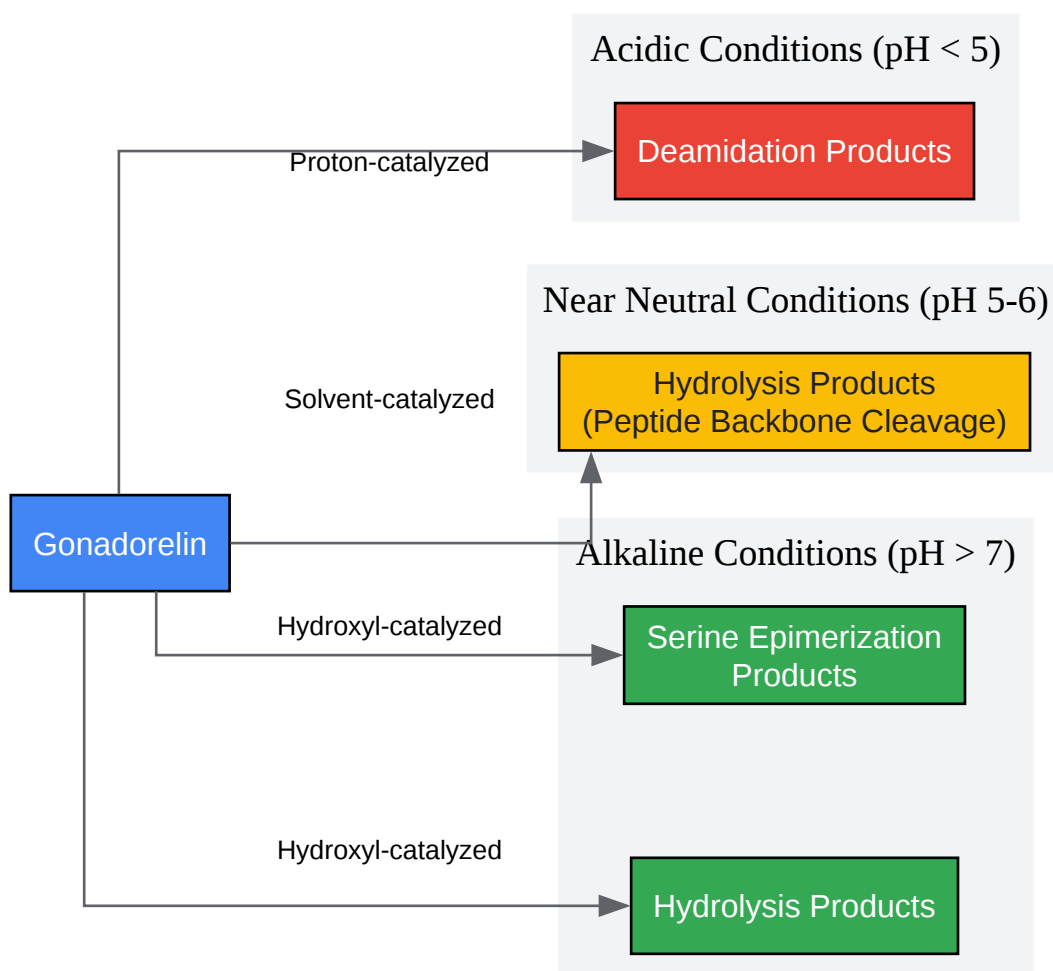 Acidic Conditions (pH < 5)
Proton-catalyzed
Deamidation Products
Near Neutral Conditions (pH 5-6)
Solvent-catalyzed
Hydrolysis Products
(Peptide Backbone Cleavage)
Gonadorelin
Alkaline Conditions (pH > 7)
Hydroxyl-catalyzed
Serine Epimerization
Products
Hydroxyl-catalyzed
Hydrolysis Products